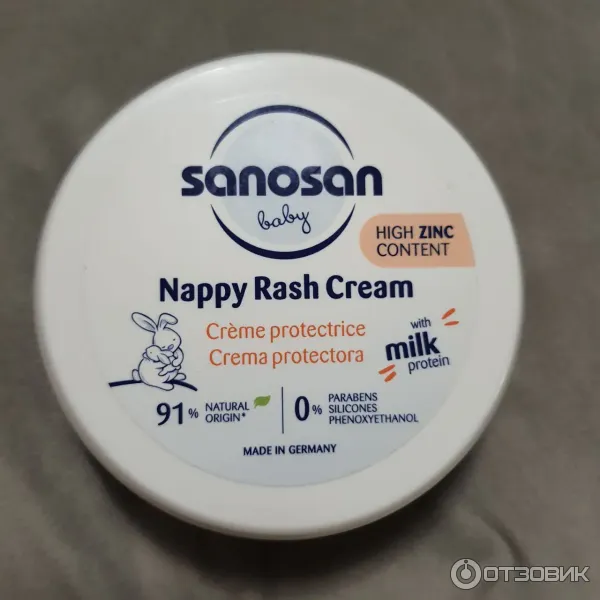 sanosan
baby
HIGH ZINC
CONTENT
Nappy Rash Cream
Crème protectrice
Crema protectora
with
milk
protein
91% NATURAL
ORIGIN*
0% PARABENS
SILICONES
PHENOXYETHANOL
MADE IN GERMANY
ОТЗОВИК